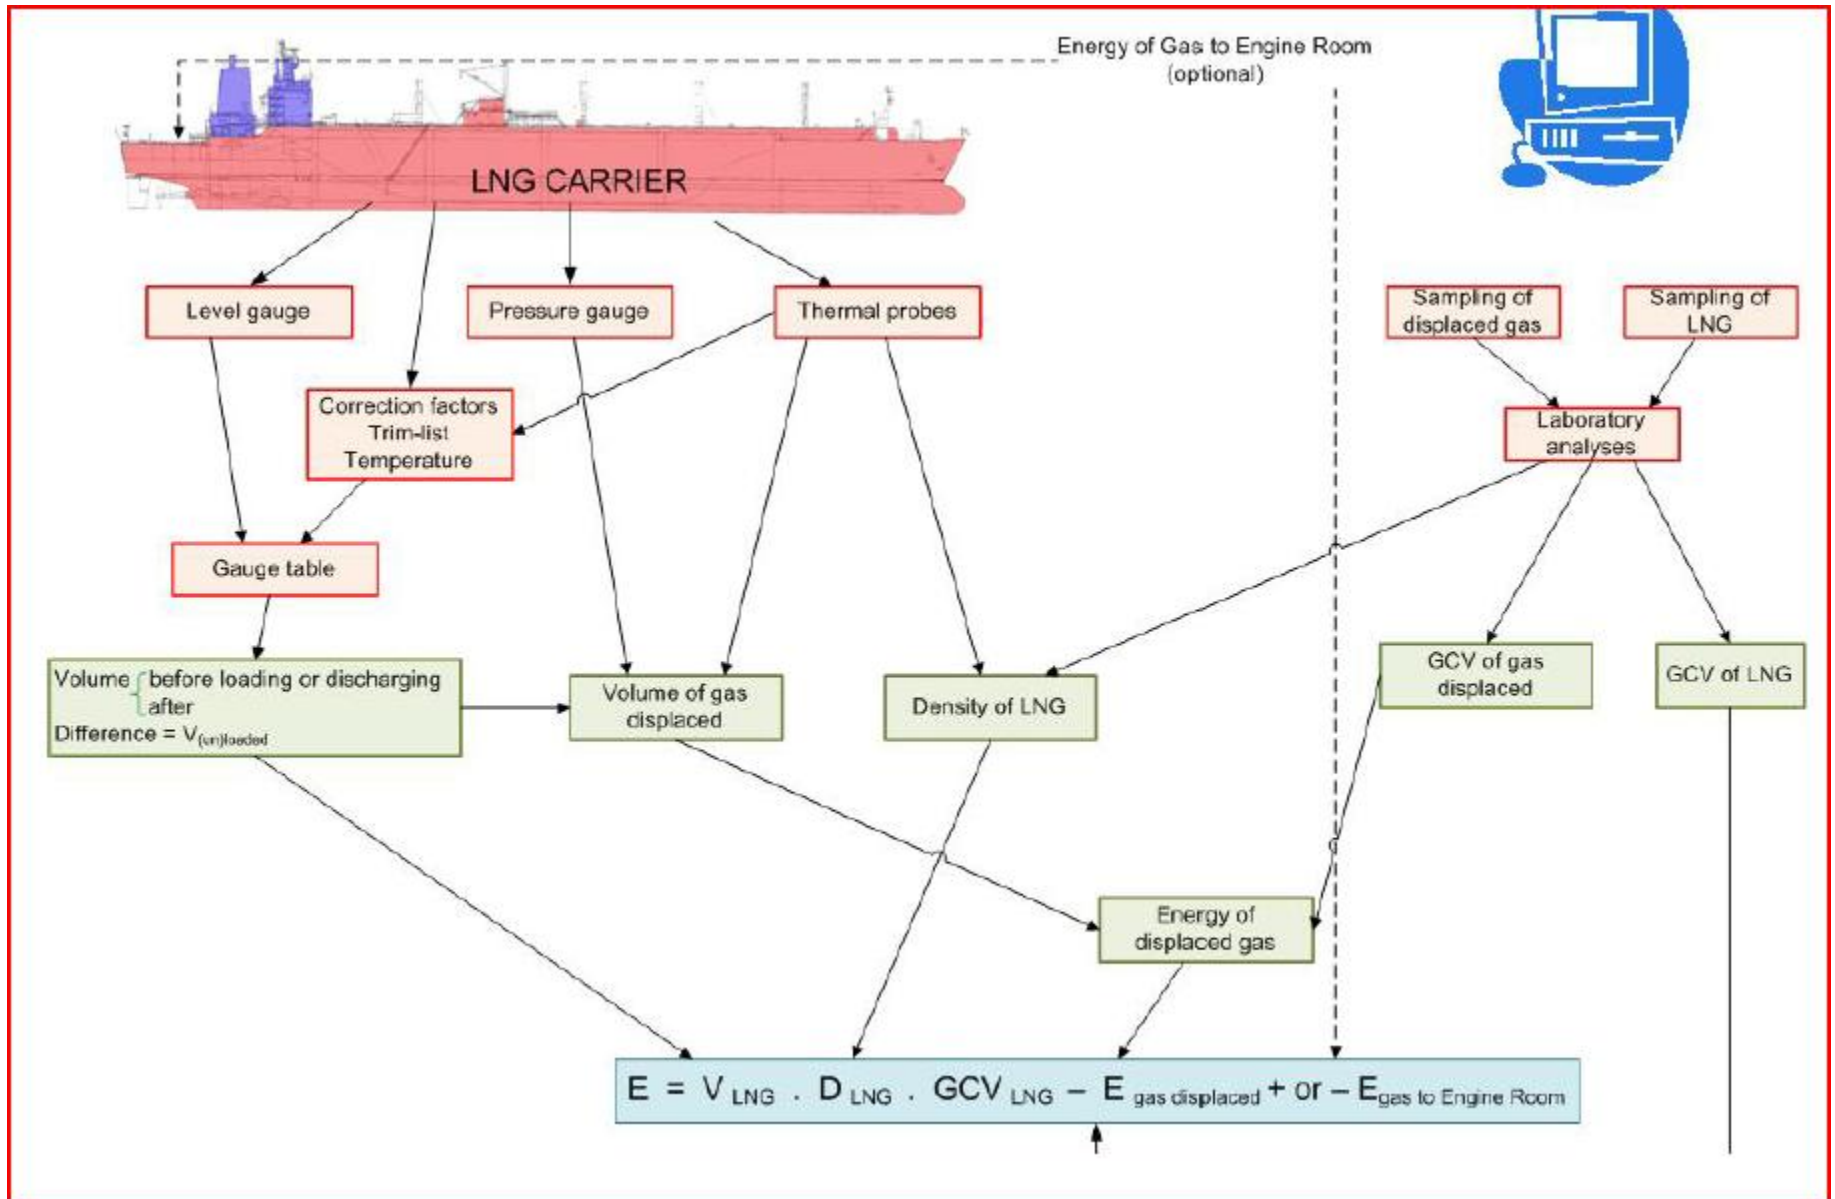 Energy of Gas to Engine Room
(optional)
LNG CARRIER
Level gauge
Pressure gauge
Thermal probes
Sampling of
displaced gas
Sampling of
LNG
Correction factors
Trim-list
Temperature
Laboratory
analyses
Gauge table
Volume { before loading or discharging
after
Difference = V(un)loaded
Volume of gas
displaced
Density of LNG
GCV of gas
displaced
GCV of LNG
Energy of
displaced gas
E = V LNG . D LNG . GCV LNG – E gas displaced + or – E gas to Engine Room